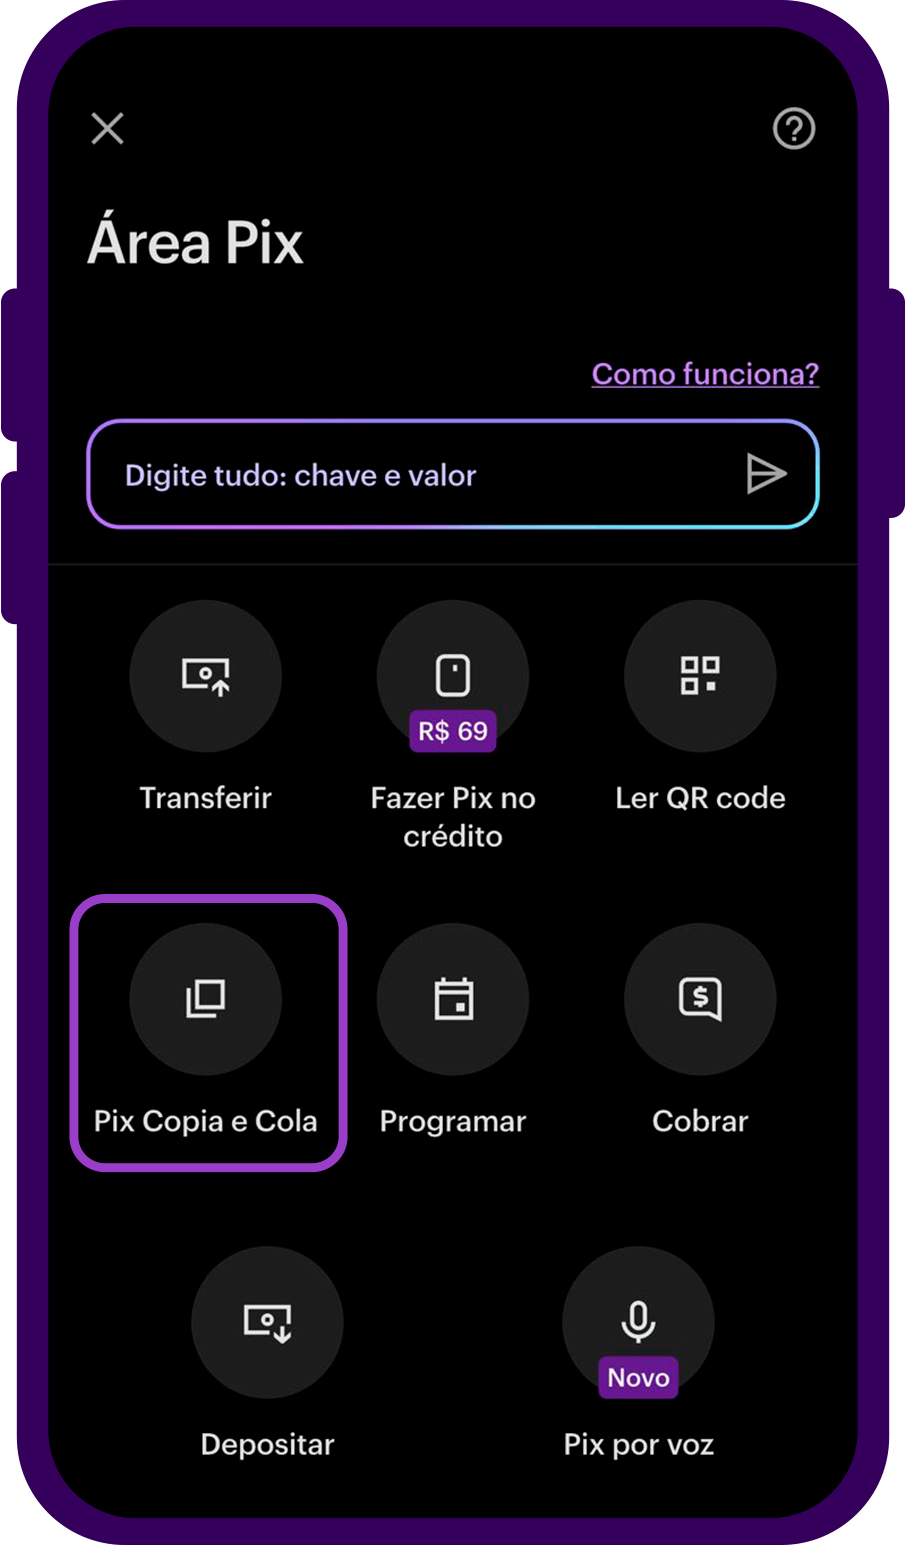 Área Pix
Como funciona?
Digite tudo: chave e valor
R$ 69
Transferir
Fazer Pix no
crédito
Ler QR code
Pix Copia e Cola
Programar
Cobrar
Novo
Depositar
Pix por voz